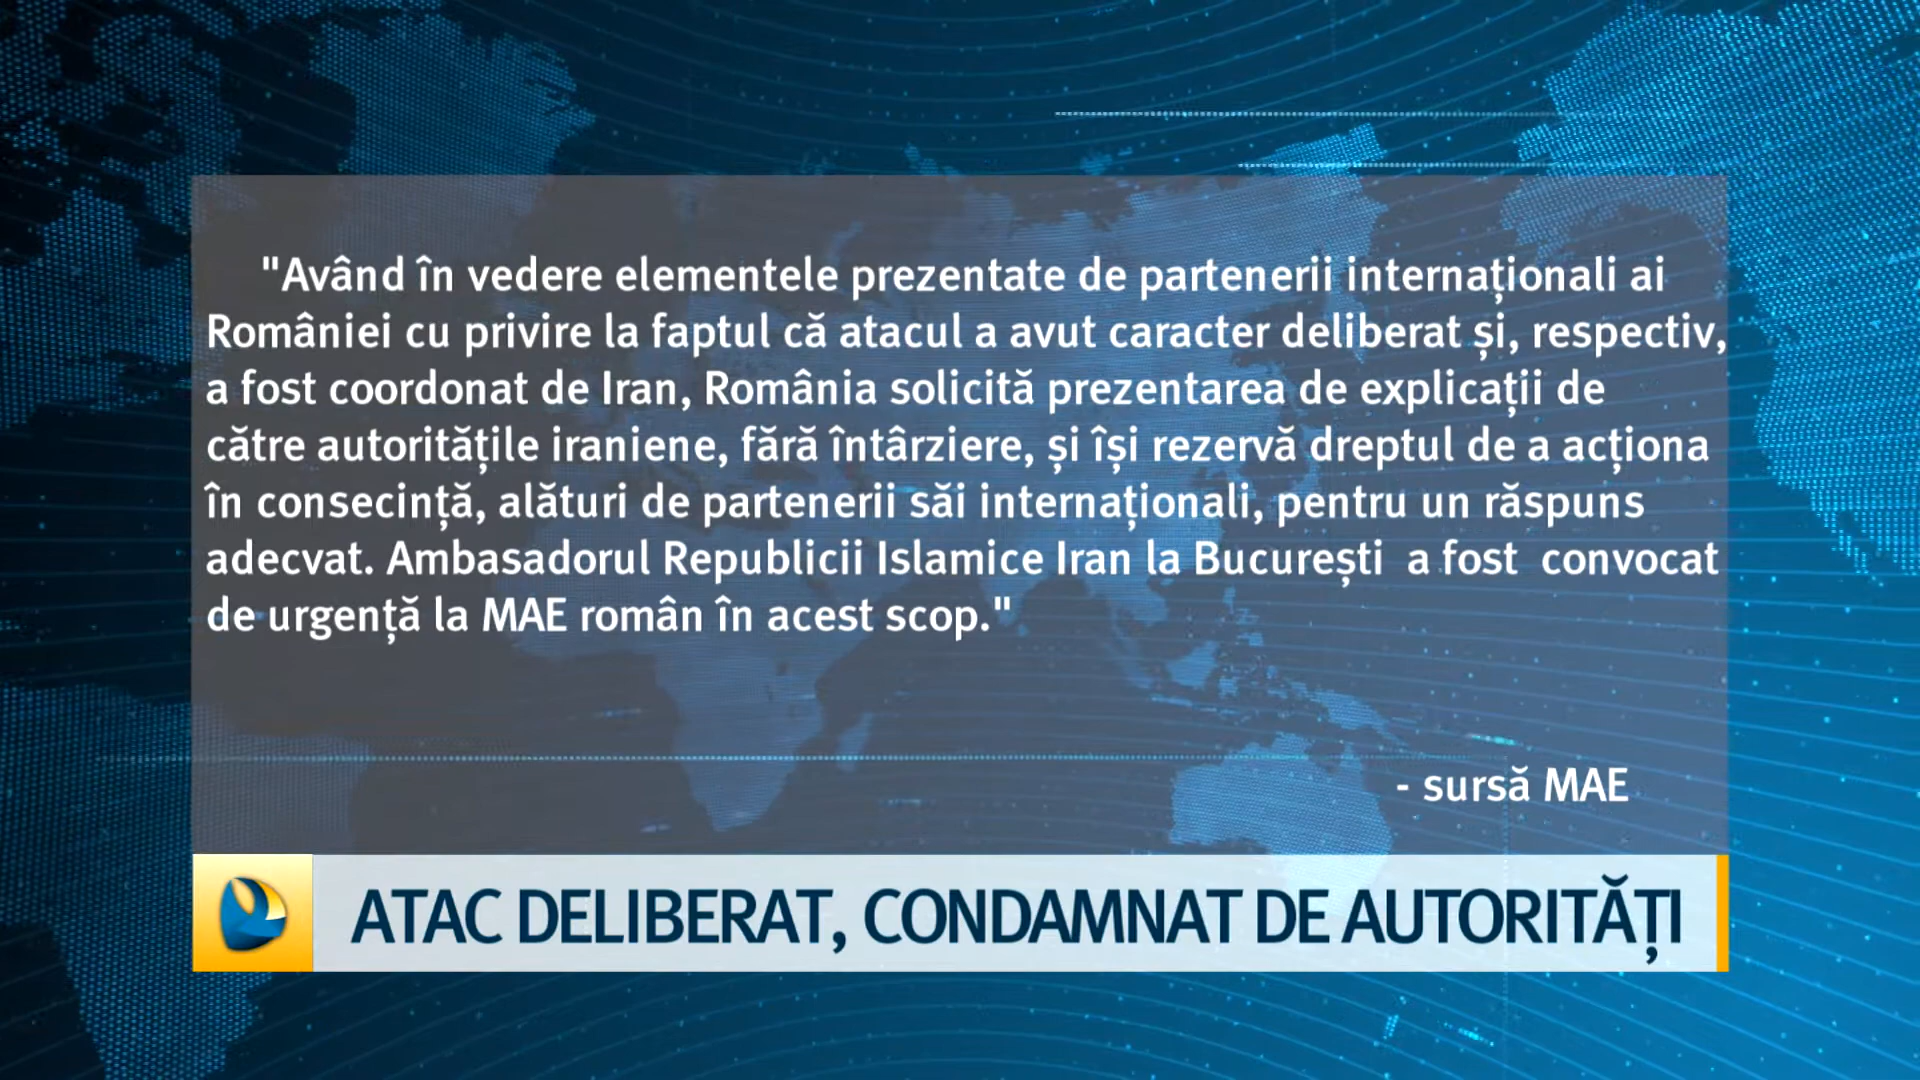 "Având în vedere elementele prezentate de partenerii internaționali ai
României cu privire la faptul că atacul a avut caracter deliberat și, respectiv,
a fost coordonat de Iran, România solicită prezentarea de explicații de
către autoritățile iraniene, fără întârziere, și își rezervă dreptul de a acționa
în consecință, alături de partenerii săi internaționali, pentru un răspuns
adecvat. Ambasadorul Republicii Islamice Iran la București  a fost  convocat
de urgență la MAE român în acest scop."
- sursă MAE
ATAC DELIBERAT, CONDAMNAT DE AUTORITĂȚI